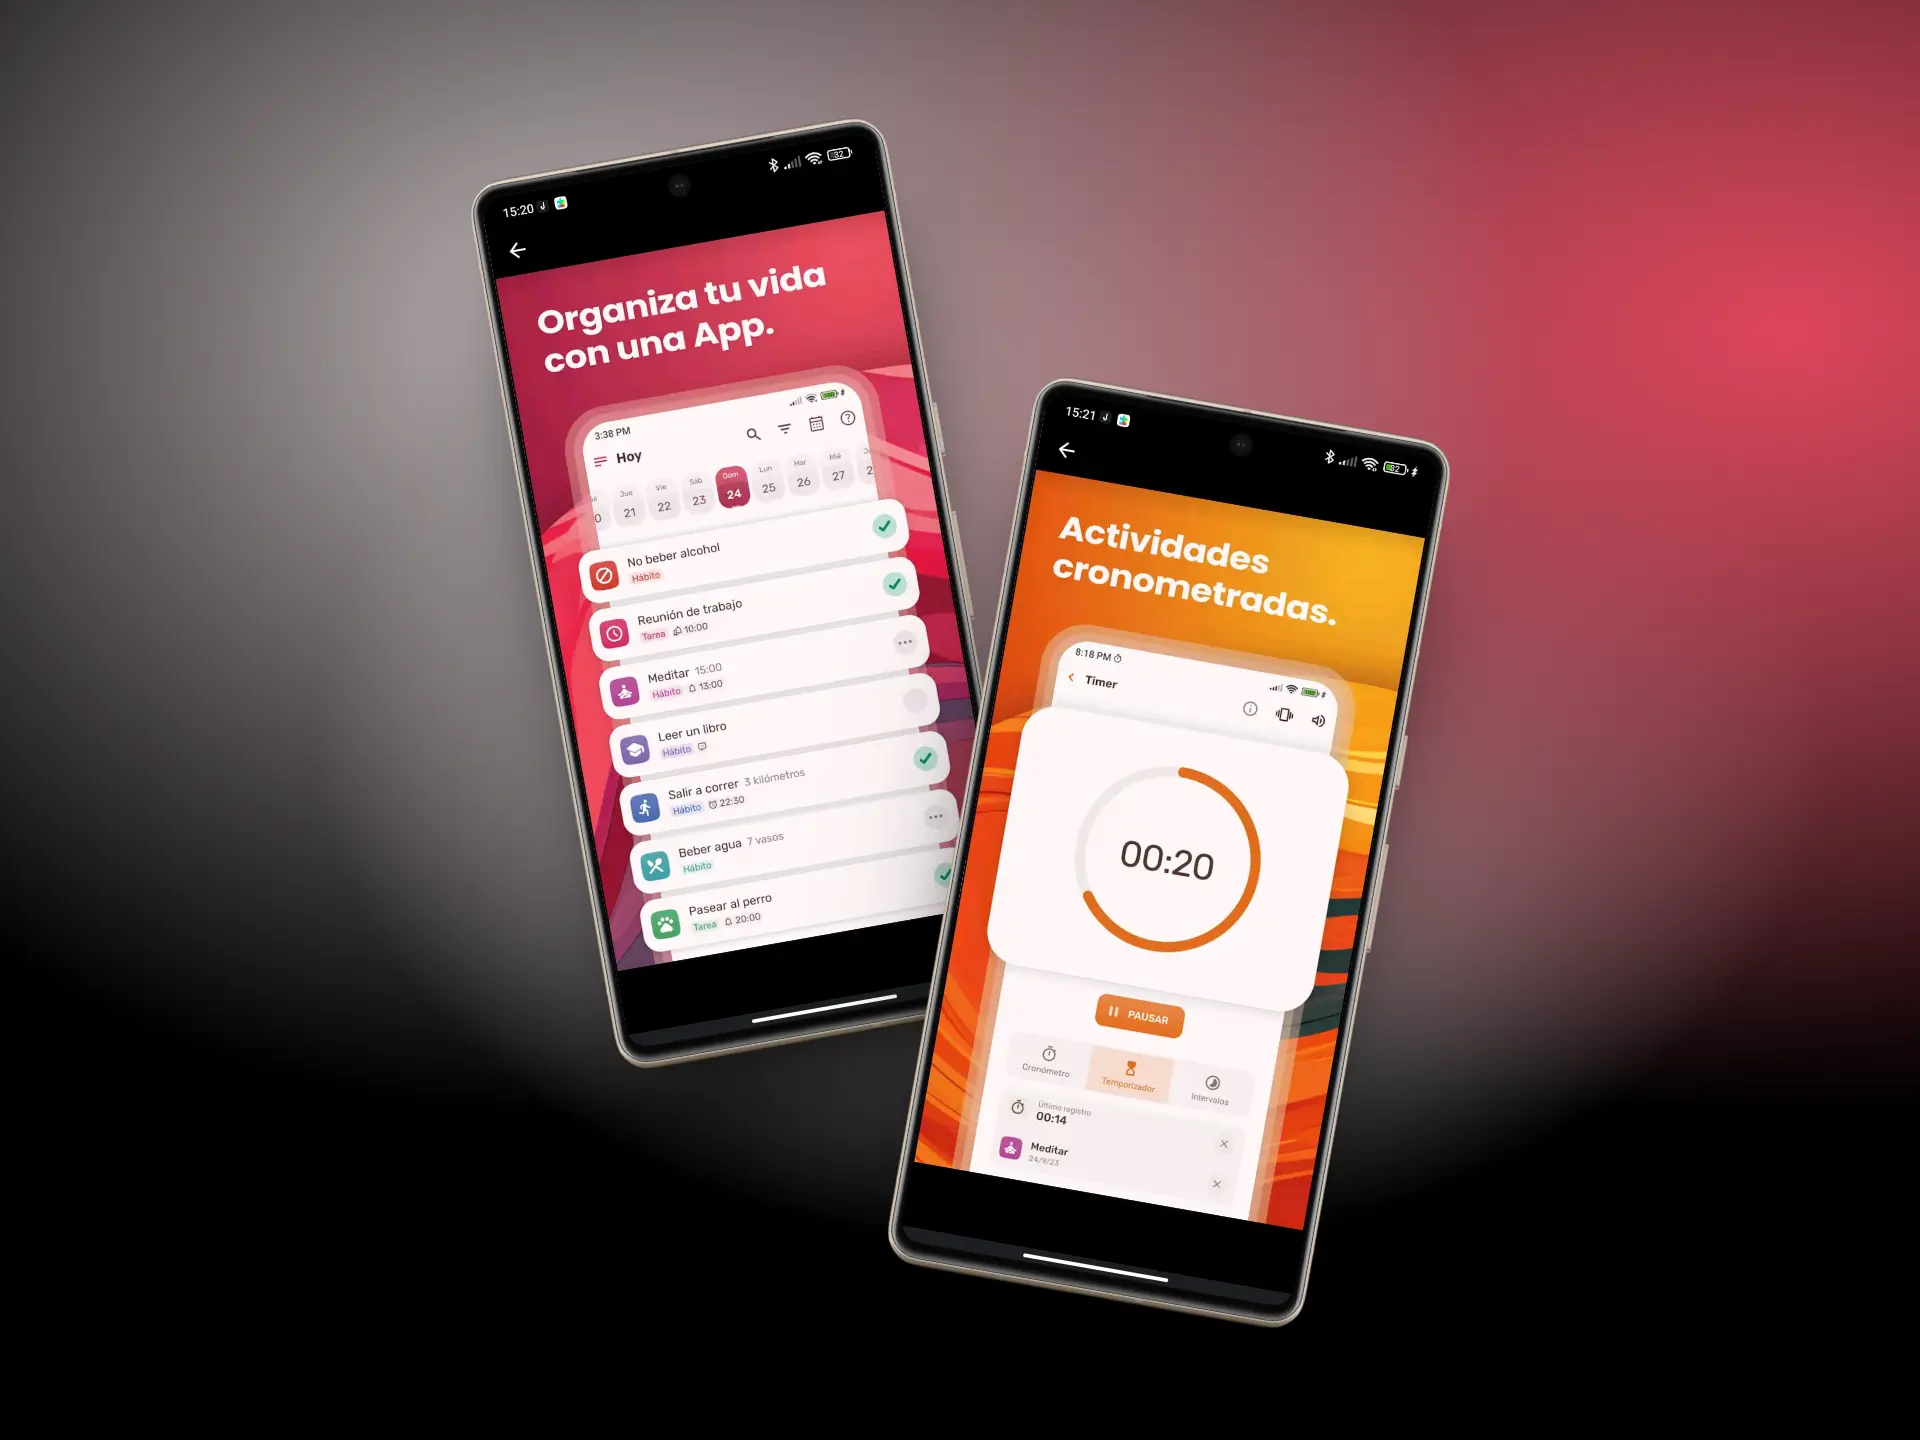 15:20
32
Organiza tu vida
con una App.
3:38 PM
Hoy
Jue
Vie
Sáb
Dom
Lun
Mar
Mié
21
22
23
24
25
26
27
No beber alcohol
Hábito
Reunión de trabajo
Tarea 10:00
Meditar 15:00
Hábito 13:00
Leer un libro
Hábito
Salir a correr 3 kilómetros
Hábito 22:30
Beber agua 7 vasos
Hábito
Pasear al perro
Tarea 20:00
15:21
32
Actividades
cronometradas.
8:18 PM
Timer
00:20
PAUSAR
Cronómetro
Temporizador
Intervalos
Último registro
00:14
Meditar
24/9/23